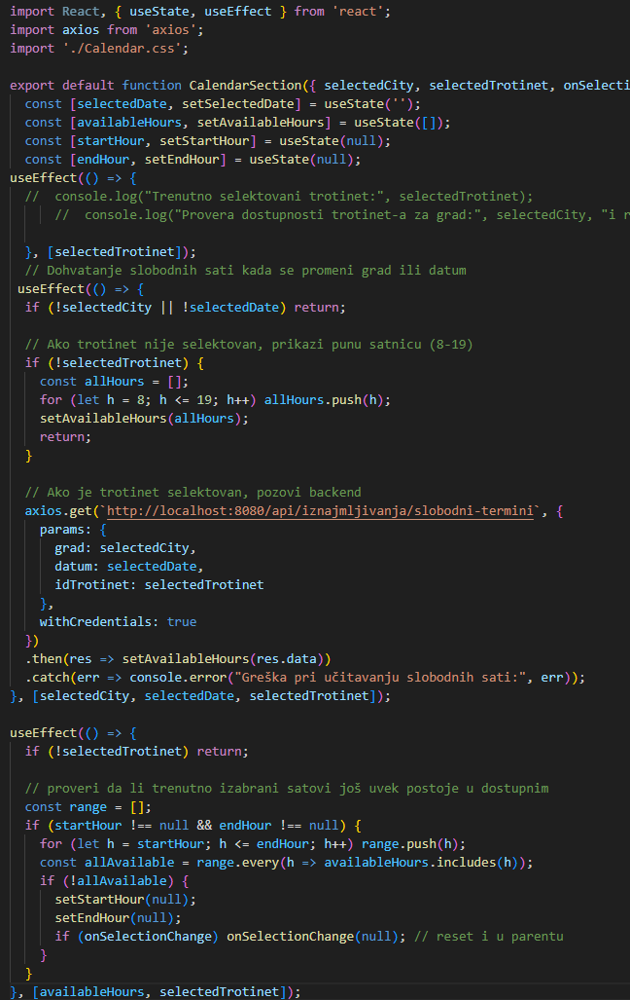 import React, { useState, useEffect } from 'react';
import axios from 'axios';
import './Calendar.css';
export default function CalendarSection({ selectedCity, selectedTrotinet, onSelecti
const [selectedDate, setSelectedDate] = useState('');
const [availableHours, setAvailableHours] = useState([]);
const [startHour, setStartHour] = useState(null);
const [endHour, setEndHour] = useState(null);
useEffect(() => {
//  console.log("Trenutno selektovani trotinet:", selectedTrotinet);
//  console.log("Provera dostupnosti trotinet-a za grad:", selectedCity, "i r
}, [selectedTrotinet]);
// Dohvatanje slobodnih sati kada se promeni grad ili datum
useEffect(() => {
if (!selectedCity || !selectedDate) return;
// Ako trotinet nije selektovan, prikazi punu satnicu (8-19)
if (!selectedTrotinet) {
const allHours = [];
for (let h = 8; h <= 19; h++) allHours.push(h);
setAvailableHours(allHours);
return;
}
// Ako je trotinet selektovan, pozovi backend
axios.get(`http://localhost:8080/api/iznajmljivanja/slobodni-termini`, {
params: {
grad: selectedCity,
datum: selectedDate,
idTrotinet: selectedTrotinet
},
withCredentials: true
})
.then(res => setAvailableHours(res.data))
.catch(err => console.error("Greška pri učitavanju slobodnih sati:", err));
}, [selectedCity, selectedDate, selectedTrotinet]);
useEffect(() => {
if (!selectedTrotinet) return;
// proveri da li trenutno izabrani satovi još uvek postoje u dostupnim
const range = [];
if (startHour !== null && endHour !== null) {
for (let h = startHour; h <= endHour; h++) range.push(h);
const allAvailable = range.every(h => availableHours.includes(h));
if (!allAvailable) {
setStartHour(null);
setEndHour(null);
if (onSelectionChange) onSelectionChange(null); // reset i u parentu
}
}
}, [availableHours, selectedTrotinet]);